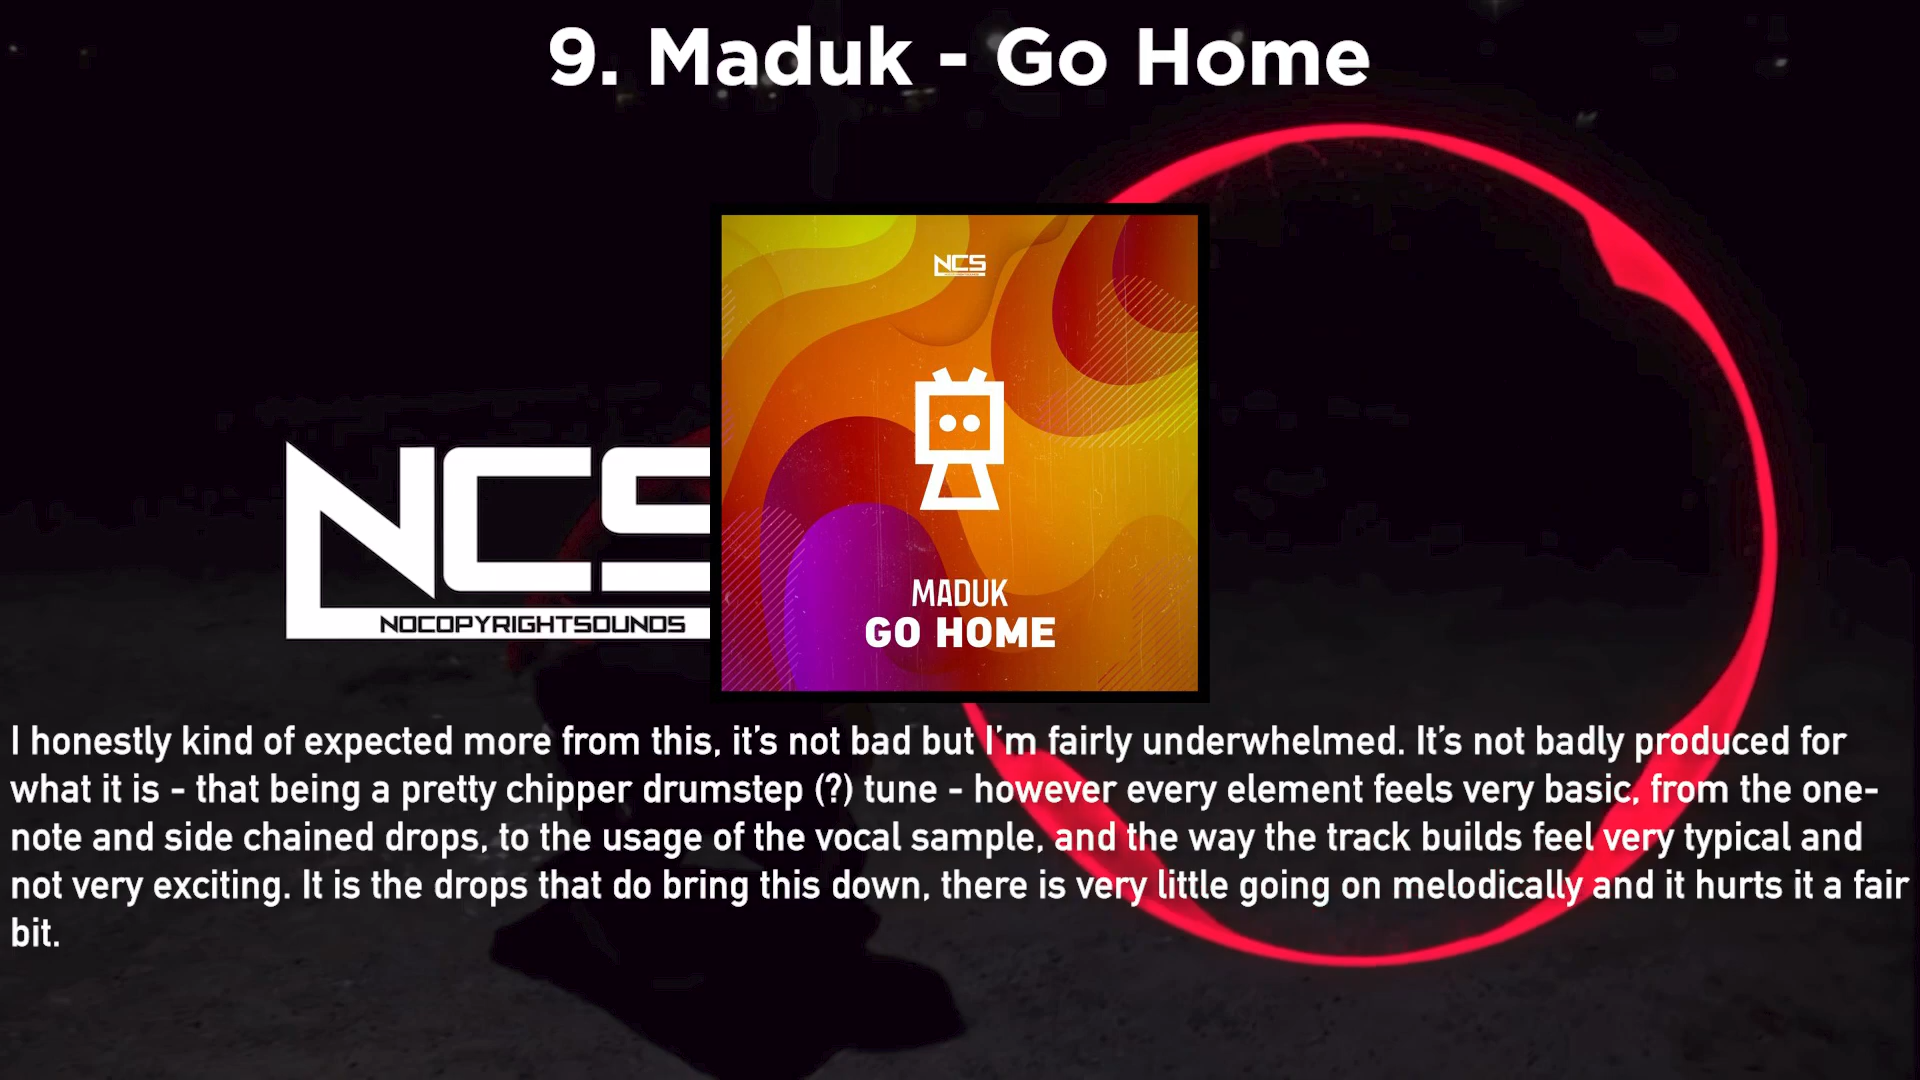 9. Maduk - Go Home
NCS
NCS
NOCOPYRIGHTSOUNDS
MADUK
GO HOME
I honestly kind of expected more from this, it’s not bad but I’m fairly underwhelmed. It’s not badly produced for
what it is - that being a pretty chipper drumstep (?) tune - however every element feels very basic, from the one-
note and side chained drops, to the usage of the vocal sample, and the way the track builds feel very typical and
not very exciting. It is the drops that do bring this down, there is very little going on melodically and it hurts it a fair
bit.